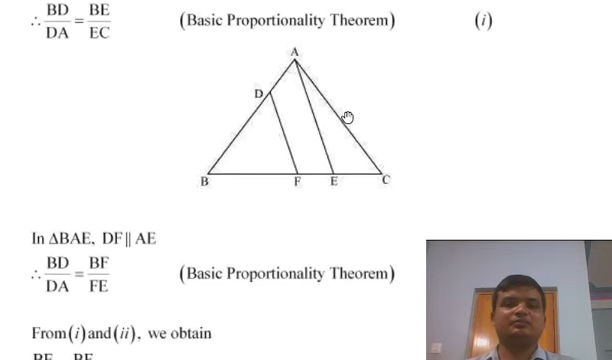 ∴ BD/DA = BE/EC (Basic Proportionality Theorem) (i)
A
D
B F E C
In ΔBAE, DF || AE
∴ BD/DA = BF/FE (Basic Proportionality Theorem)
From (i) and (ii), we obtain